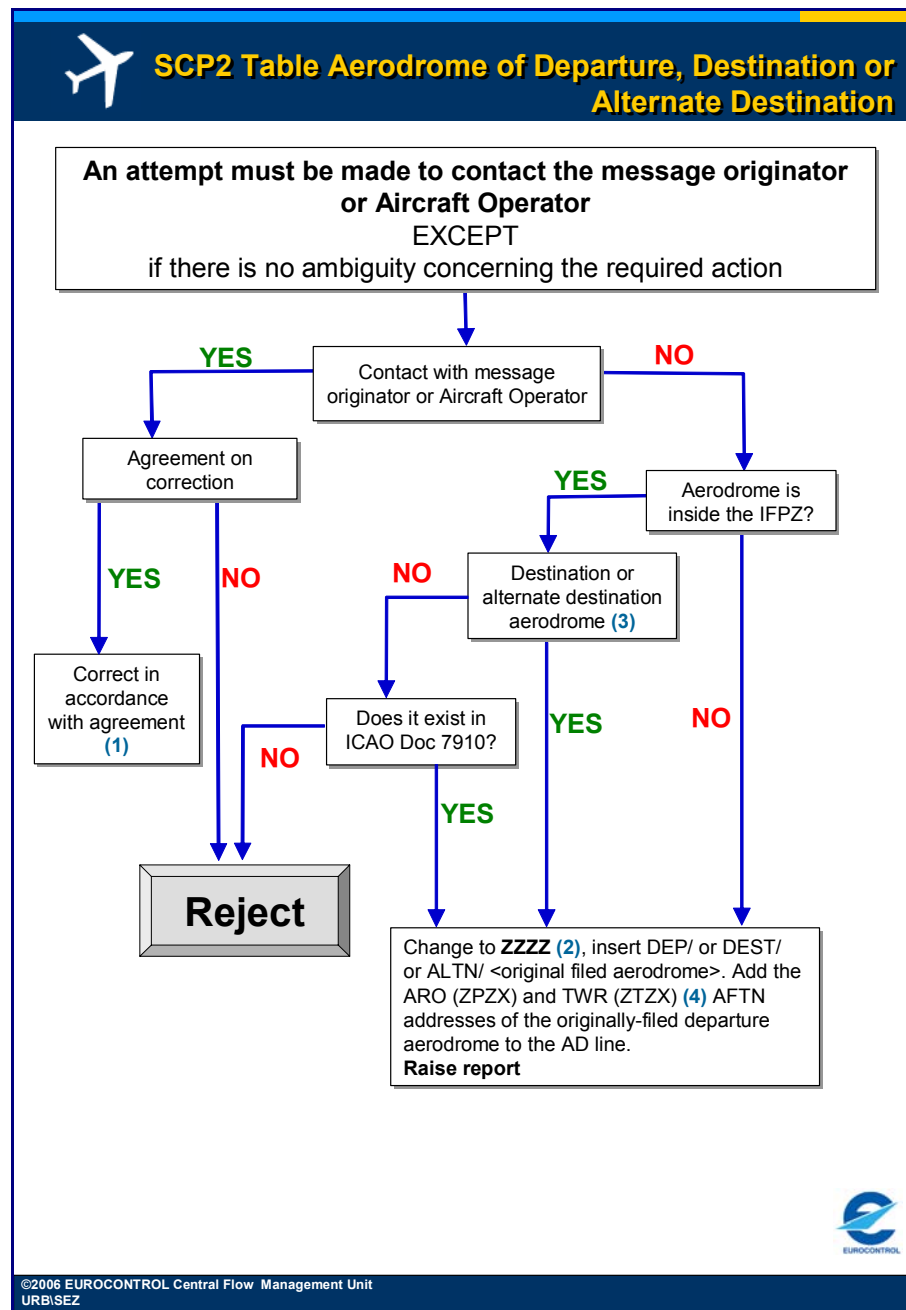 SCP2 Table Aerodrome of Departure, Destination or
Alternate Destination
An attempt must be made to contact the message originator
or Aircraft Operator
EXCEPT
if there is no ambiguity concerning the required action
YES
NO
Contact with message
originator or Aircraft Operator
Agreement on
correction
YES
Aerodrome is
inside the IFPZ?
YES
NO
NO
Destination or
alternate destination
aerodrome (3)
Correct in
accordance
with agreement
(1)
Does it exist in
ICAO Doc 7910?
YES
NO
NO
YES
Reject
Change to ZZZZ (2), insert DEP/ or DEST/
or ALTN/ <original filed aerodrome>. Add the
ARO (ZPZX) and TWR (ZTZX) (4) AFTN
addresses of the originally-filed departure
aerodrome to the AD line.
Raise report
EUROCONTROL
©2006 EUROCONTROL Central Flow Management Unit
URB\SEZ